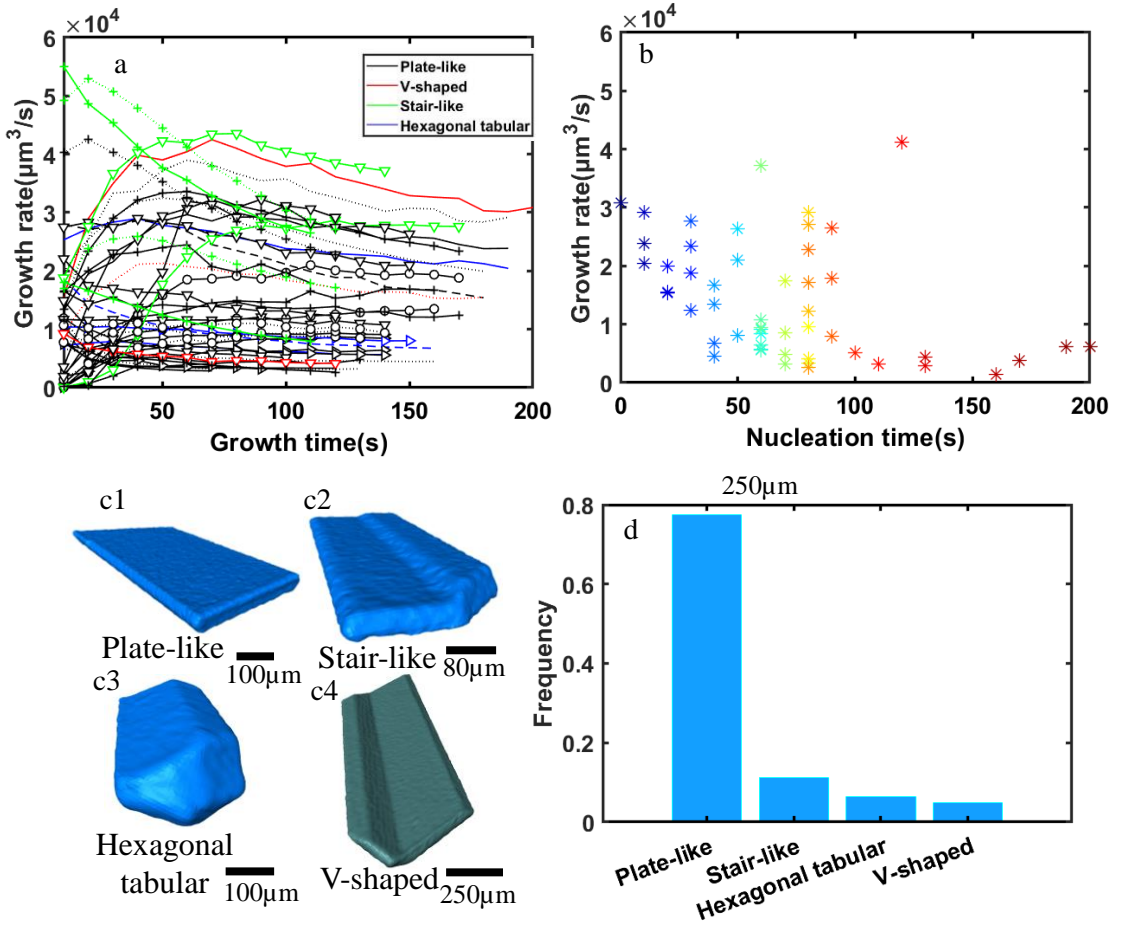 ×10⁴
6
5
4
3
2
1
0
Growth rate(µm³/s)
a
Plate-like
V-shaped
Stair-like
Hexagonal tabular
50 100 150 200
Growth time(s)
×10⁴
6
5
4
3
2
1
0
Growth rate(µm³/s)
b
0 50 100 150 200
Nucleation time(s)
c1
Plate-like
100µm
c2
Stair-like
80µm
c3
Hexagonal
tabular
100µm
c4
V-shaped
250µm
250µm
0.8
0.6
0.4
0.2
0
Frequency
d
Plate-like
Stair-like
Hexagonal tabular
V-shaped